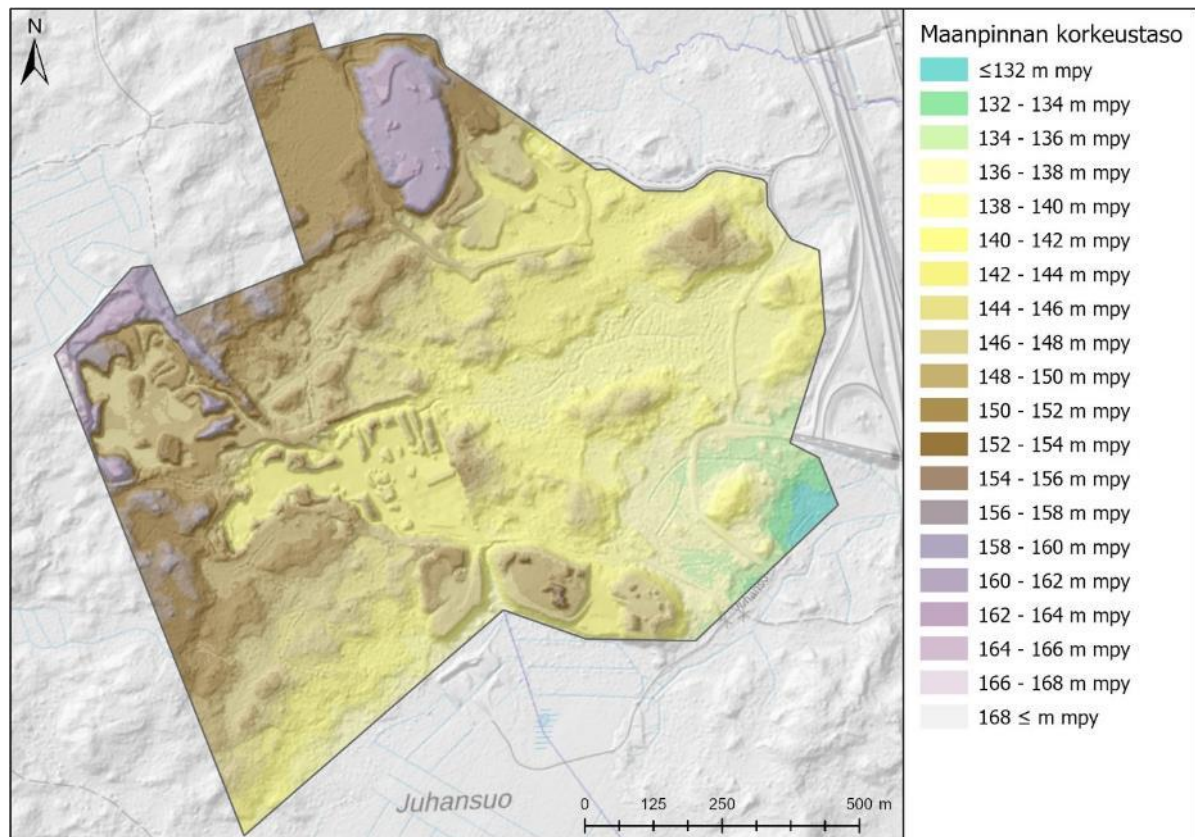 N
Maanpinnan korkeustaso
≤132 m mpy
132 - 134 m mpy
134 - 136 m mpy
136 - 138 m mpy
138 - 140 m mpy
140 - 142 m mpy
142 - 144 m mpy
144 - 146 m mpy
146 - 148 m mpy
148 - 150 m mpy
150 - 152 m mpy
152 - 154 m mpy
154 - 156 m mpy
156 - 158 m mpy
158 - 160 m mpy
160 - 162 m mpy
162 - 164 m mpy
164 - 166 m mpy
166 - 168 m mpy
168 ≤ m mpy
Juhansuo
0 125 250 500 m